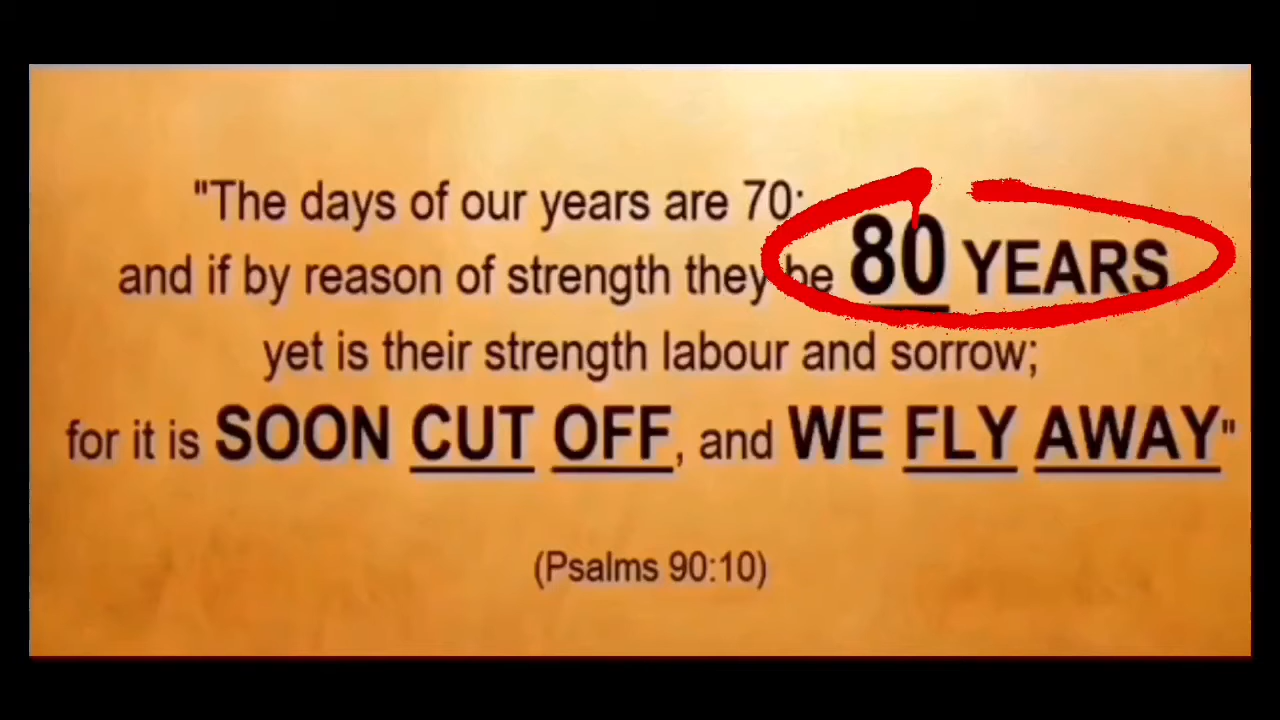 "The days of our years are 70;
and if by reason of strength they be 80 YEARS
yet is their strength labour and sorrow;
for it is SOON CUT OFF, and WE FLY AWAY"
(Psalms 90:10)